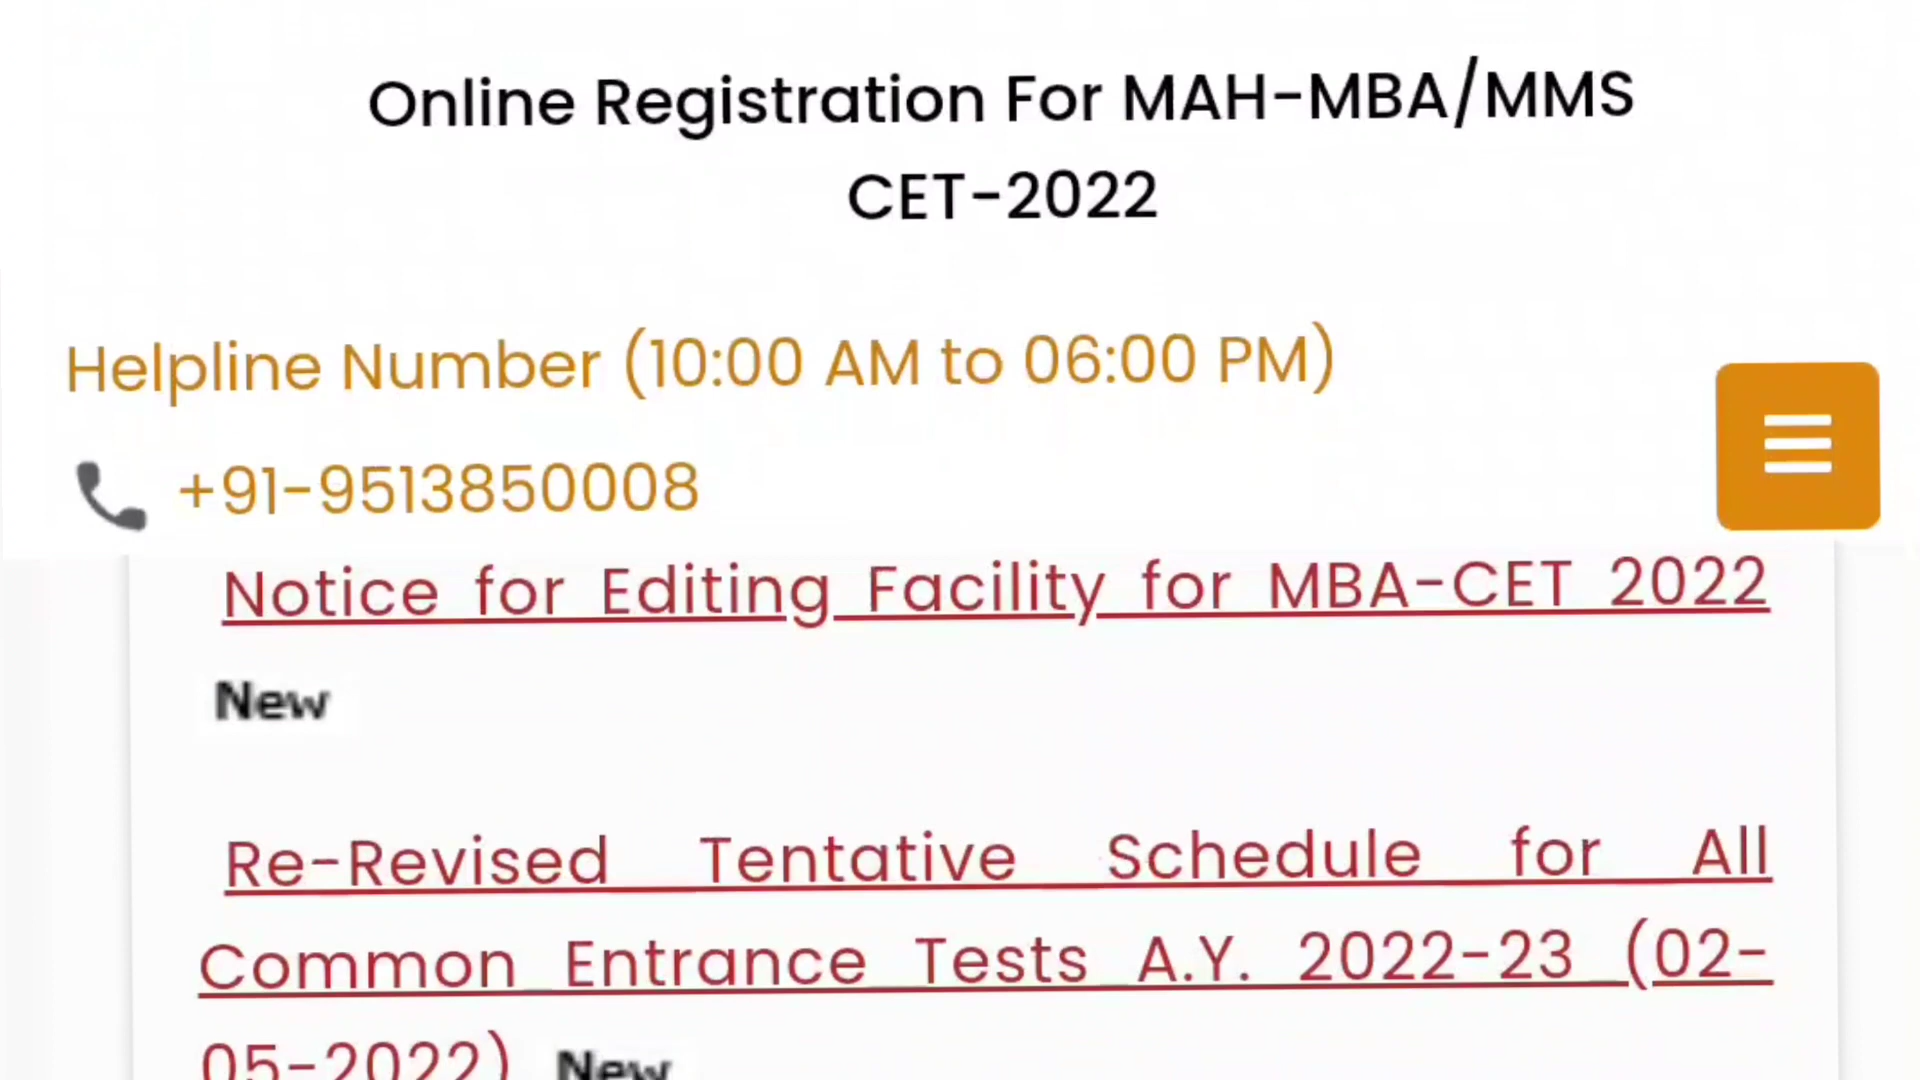 Online Registration For MAH-MBA/MMS
CET-2022
Helpline Number (10:00 AM to 06:00 PM)
+91-9513850008
Notice for Editing Facility for MBA-CET 2022
New
Re-Revised Tentative Schedule for All
Common Entrance Tests A.Y. 2022-23 (02-
05-2022) New